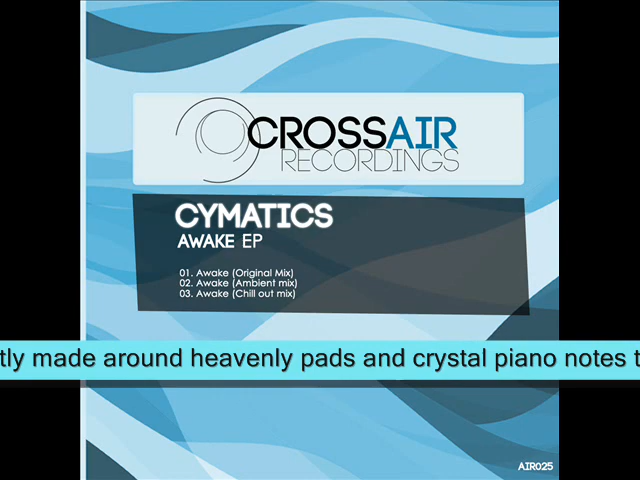 CROSSAIR
RECORDINGS
CYMATICS
AWAKE EP
01. Awake (Original Mix)
02. Awake (Ambient mix)
03. Awake (Chill out mix)
made around heavenly pads and crystal piano notes
AIR025